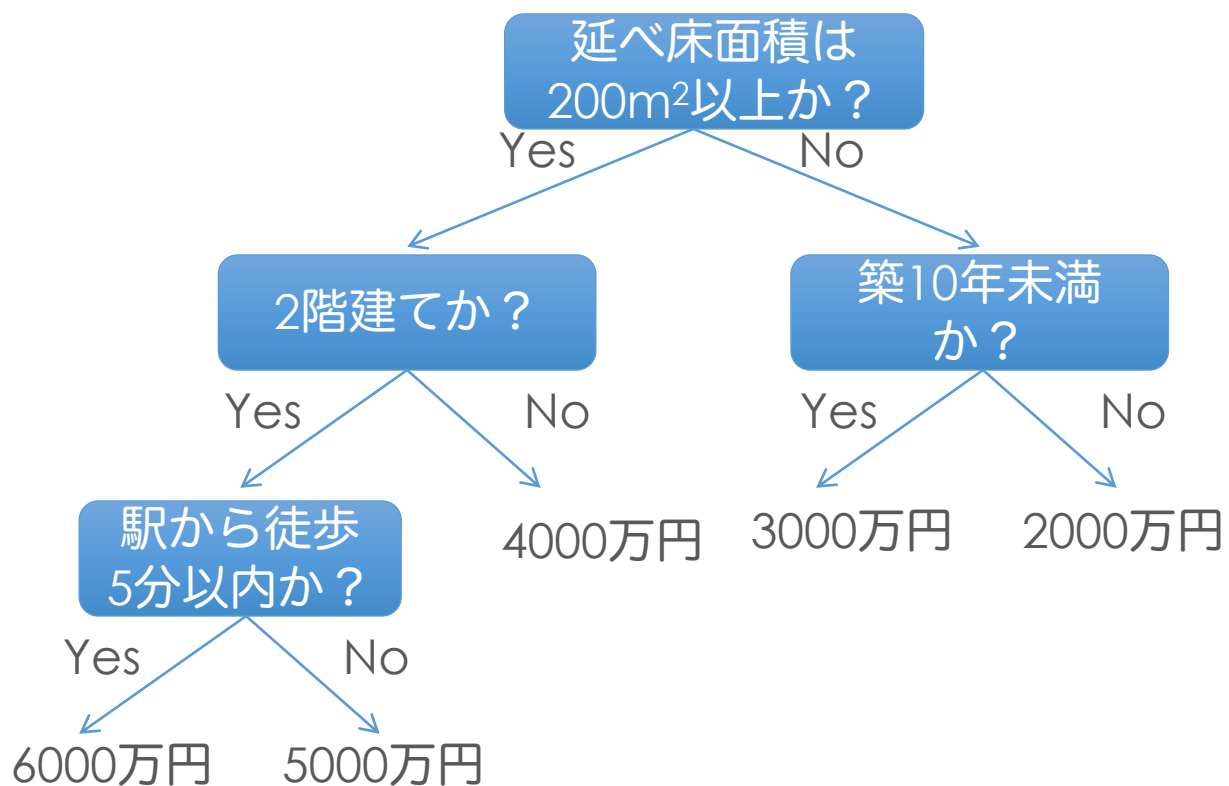 延べ床面積は
200m²以上か？
Yes
No
2階建てか？
築10年未満
か？
Yes
No
Yes
No
駅から徒歩
5分以内か？
4000万円
3000万円
2000万円
Yes
No
6000万円
5000万円